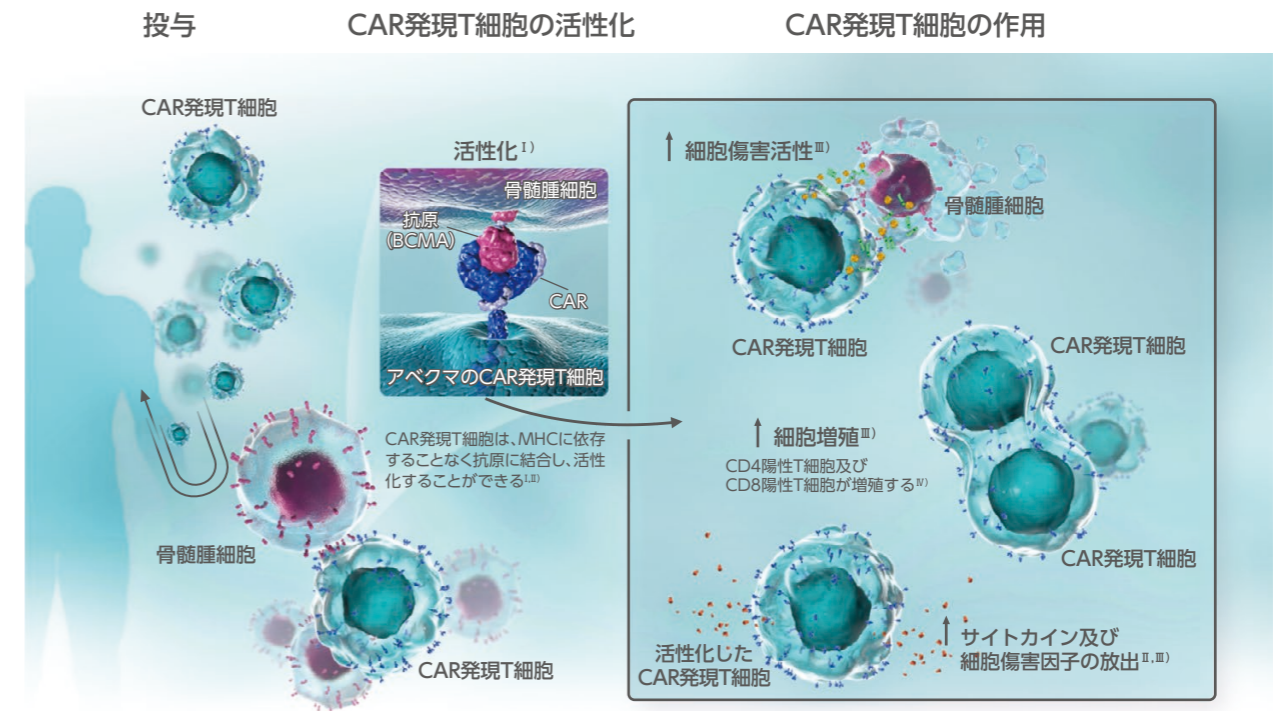 投与
CAR発現T細胞の活性化
CAR発現T細胞の作用
CAR発現T細胞
活性化Ⅰ)
骨髄腫細胞
抗原
(BCMA)
CAR
アベクマのCAR発現T細胞
CAR発現T細胞は、MHCに依存
することなく抗原に結合し、活性
化することができるⅠ,Ⅱ)
骨髄腫細胞
CAR発現T細胞
↑ 細胞傷害活性Ⅲ)
骨髄腫細胞
CAR発現T細胞
CAR発現T細胞
↑ 細胞増殖Ⅲ)
CD4陽性T細胞及び
CD8陽性T細胞が増殖するⅣ)
CAR発現T細胞
活性化した
CAR発現T細胞
↑ サイトカイン及び
細胞傷害因子の放出Ⅱ,Ⅲ)